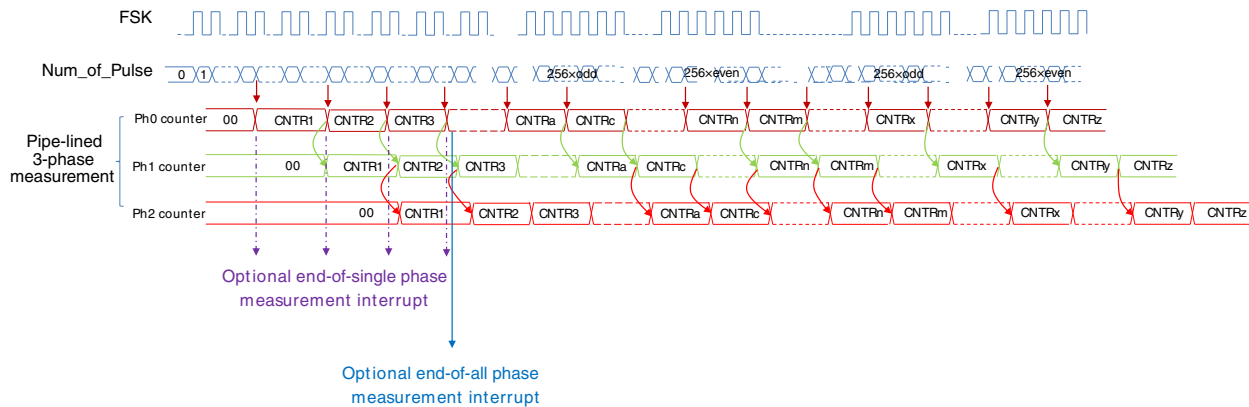 FSK
Num_of_Pulse
0 1 256×odd 256×even 256×odd 256×even
Ph0 counter
00 CNTR1 CNTR2 CNTR3 CNTRa CNTRc CNTRn CNTRm CNTRx CNTRy CNTRz
Pipe-lined
3-phase
measurement
Ph1 counter
00 CNTR1 CNTR2 CNTR3 CNTRa CNTRc CNTRn CNTRm CNTRx CNTRy CNTRz
Ph2 counter
00 CNTR1 CNTR2 CNTR3 CNTRa CNTRc CNTRn CNTRm CNTRx CNTRy CNTRz
Optional end-of-single phase
measurement interrupt
Optional end-of-all phase
measurement interrupt